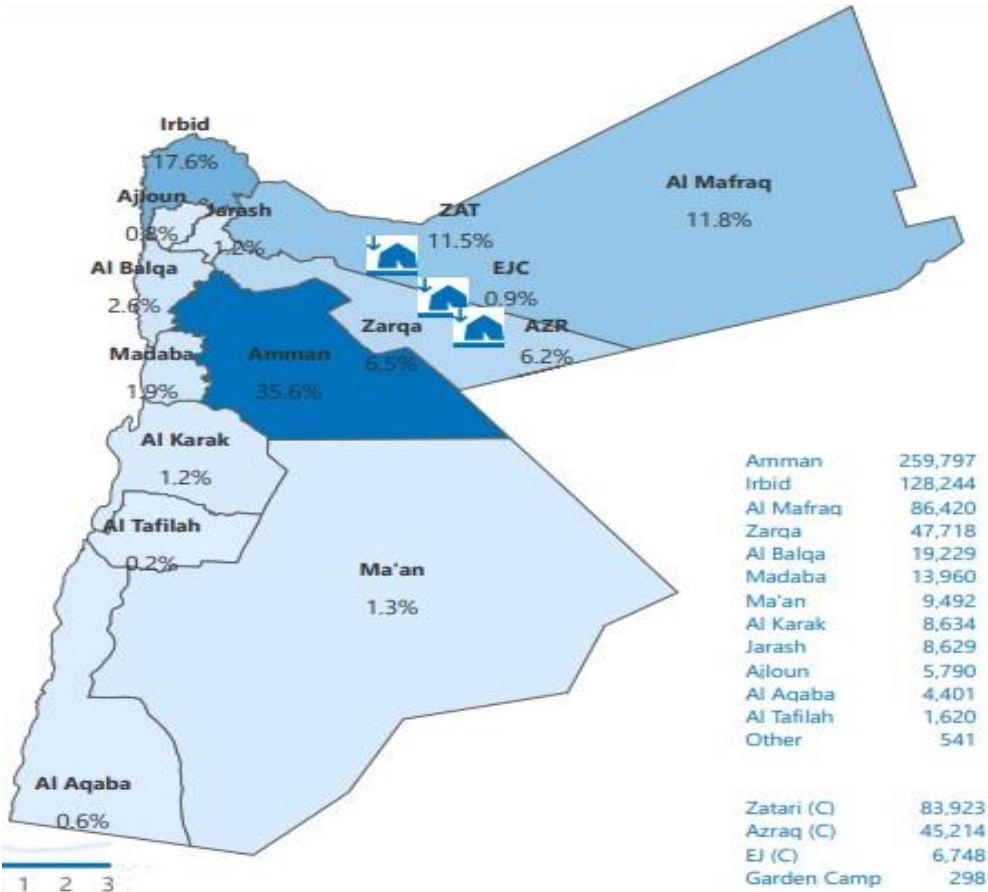 Irbid
17.6%
Al Mafraq
11.8%
Ajloun
0.8%
Jarash
1.2%
ZAT
11.5%
Al Balqa
2.6%
EJC
0.9%
Zarqa
6.5%
AZR
6.2%
Madaba
1.9%
Amman
35.6%
Al Karak
1.2%
Al Tafilah
0.2%
Ma'an
1.3%
Al Aqaba
0.6%
1 2 3
Amman 259,797
Irbid 128,244
Al Mafraq 86,420
Zarqa 47,718
Al Balqa 19,229
Madaba 13,960
Ma'an 9,492
Al Karak 8,634
Jarash 8,629
Ajloun 5,790
Al Aqaba 4,401
Al Tafilah 1,620
Other 541
Zatari (C) 83,923
Azraq (C) 45,214
EJ (C) 6,748
Garden Camp 298